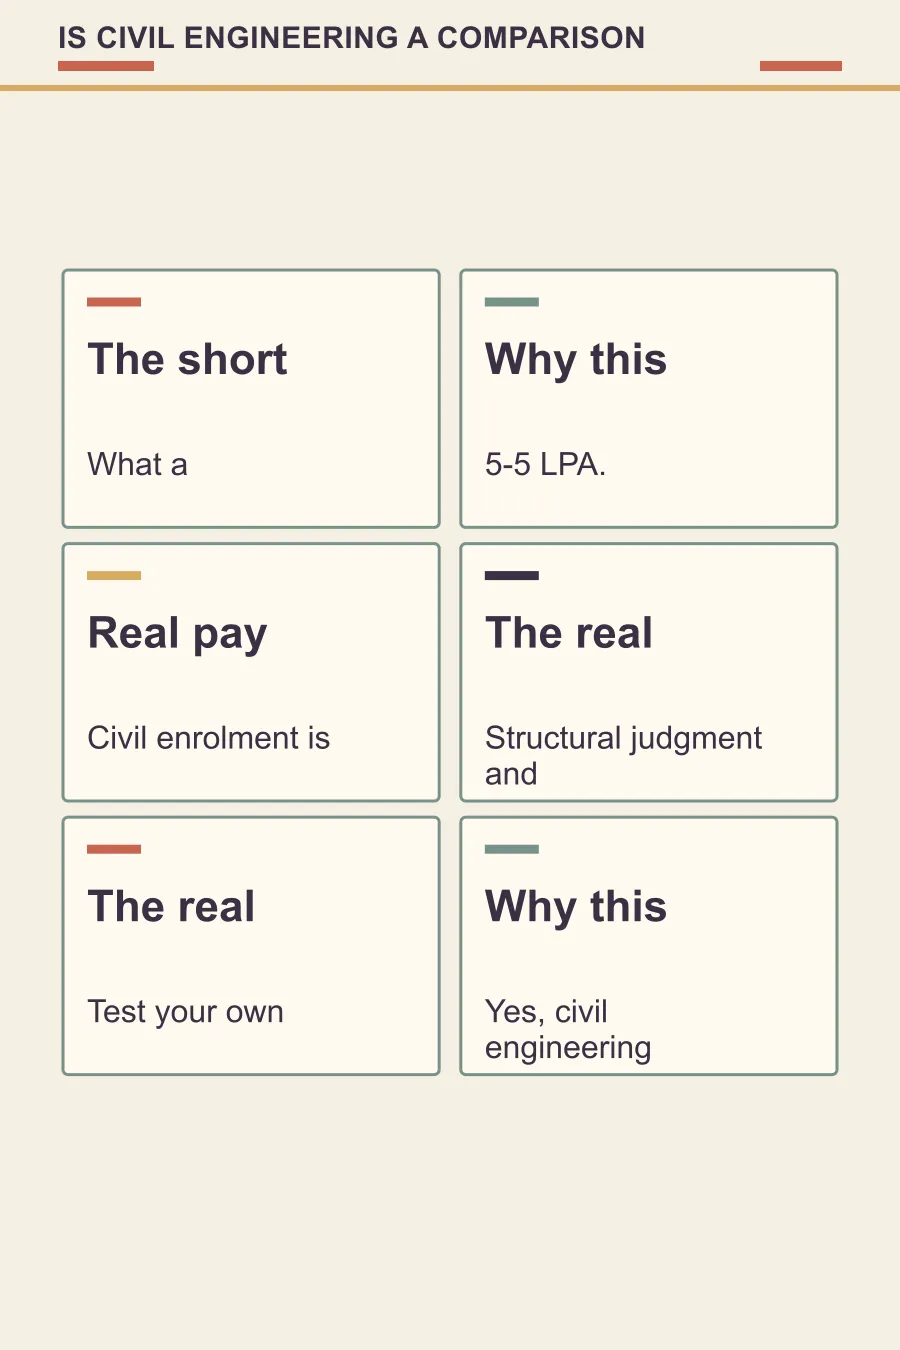 IS CIVIL ENGINEERING A COMPARISON
The short
What a
Why this
5-5 LPA.
Real pay
Civil enrolment is
The real
Structural judgment
and
The real
Test your own
Why this
Yes, civil
engineering